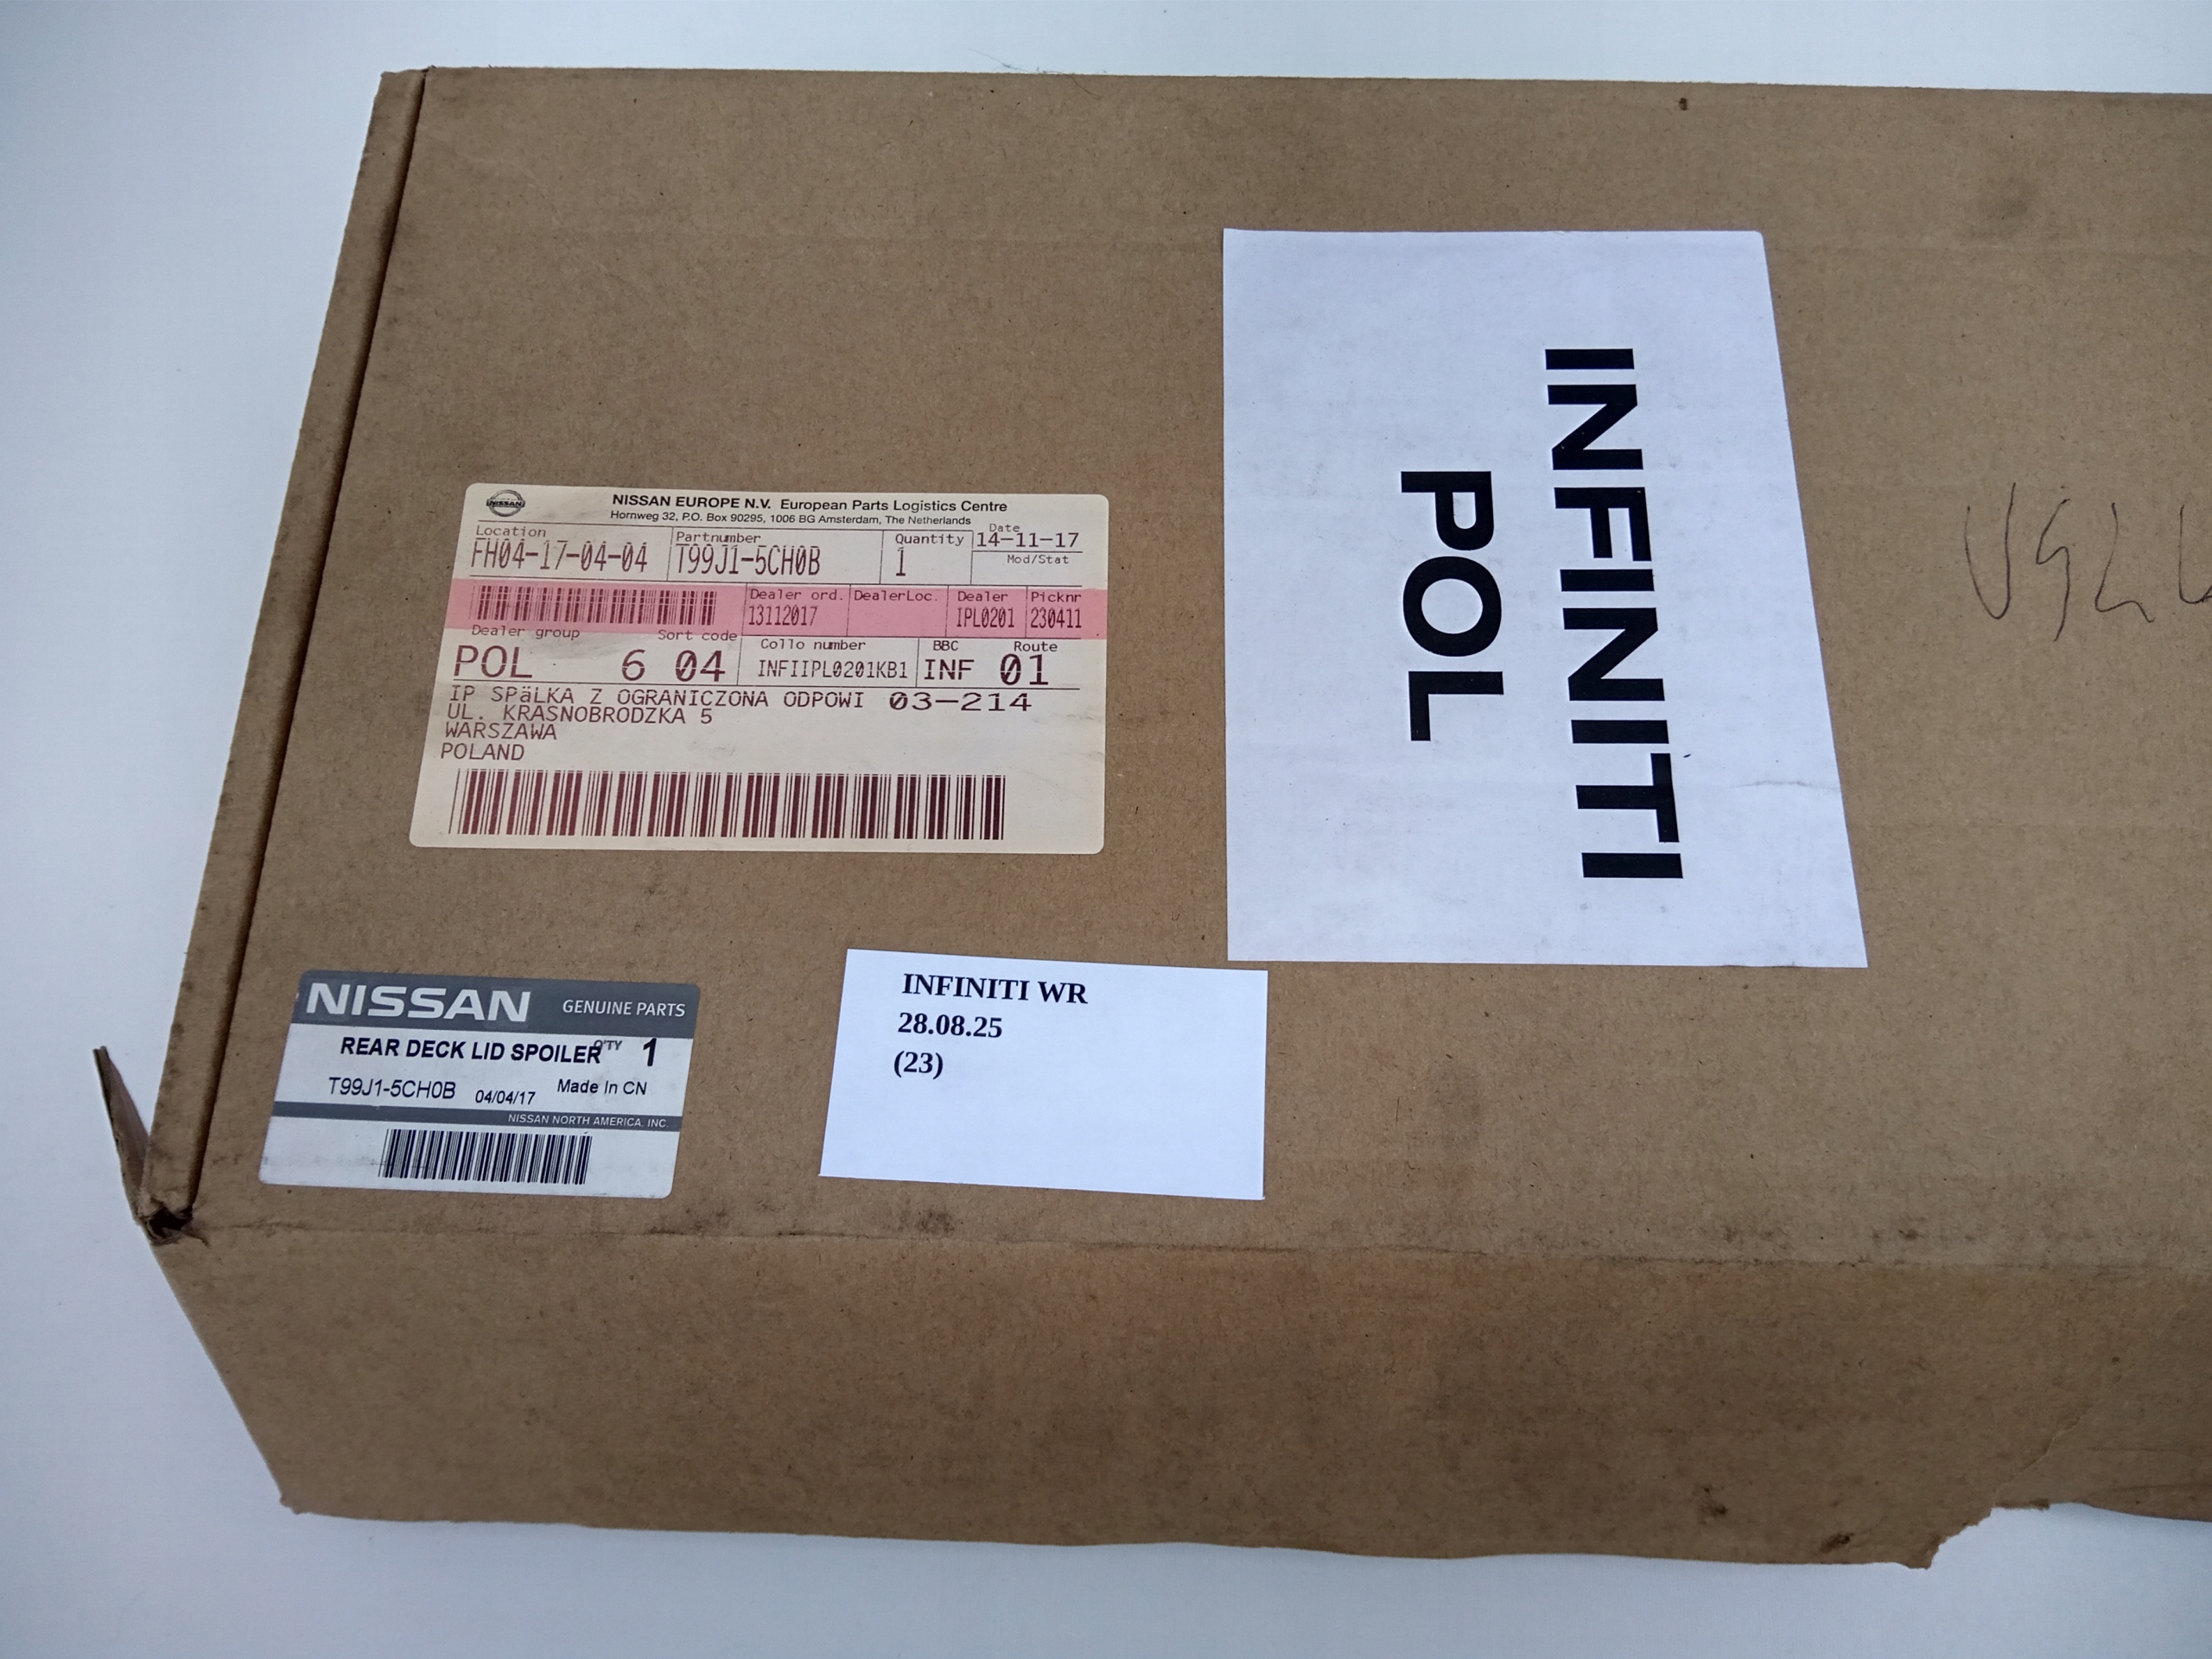 NISSAN
NISSAN EUROPE N.V. European Parts Logistics Centre
Hornweg 32, P.O. Box 90295, 1006 BG Amsterdam, The Netherlands
Location Partnumber Quantity Date
FH04-17-04-04 T99J1-5CH0B 1 14-11-17
Mod/Stat
Dealer ord. DealerLoc. Dealer Picknr
13112017 IPL0201 230411
Dealer group Sort code Collo number BBC Route
POL 6 04 INFIIPL0201KB1 INF 01
IP SPäLKA Z OGRANICZONA ODPOWI 03-214
UL. KRASNOBRODZKA 5
WARSZAWA
POLAND
INFINITI
POL
NISSAN GENUINE PARTS
REAR DECK LID SPOILER Q'TY 1
T99J1-5CH0B 04/04/17 Made In CN
NISSAN NORTH AMERICA, INC.
INFINITI WR
28.08.25
(23)